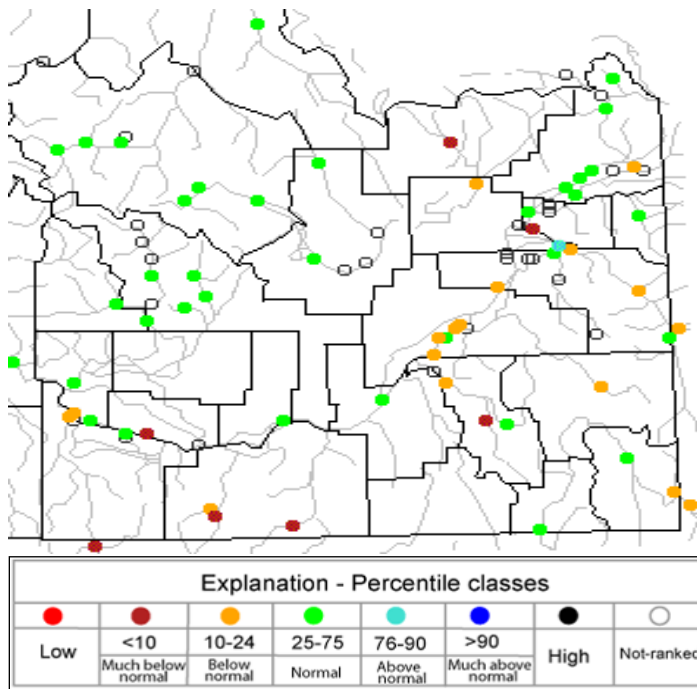 Explanation - Percentile classes
Low <10 10-24 25-75 76-90 >90 High Not-ranked
Much below normal Below normal Normal Above normal Much above normal